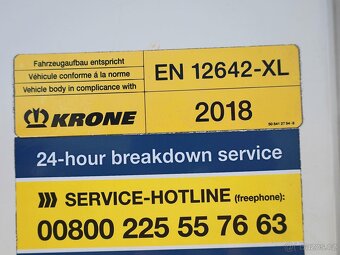 Fahrzeugaufbau entspricht
Véhicule conforme á la norme
Vehicle body in complicance with
EN 12642-XL
KRONE
2018
24-hour breakdown service
SERVICE-HOTLINE (freephone):
00800 225 55 76 63